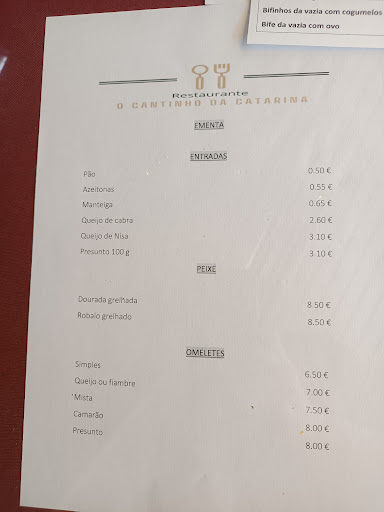 Bifinhos da vazia com cogumelos
Bife da vazia com ovo
Restaurante
O CANTINHO DA CATARINA
EMENTA
ENTRADAS
Pão 0.50 €
Azeitonas 0.55 €
Manteiga 0.65 €
Queijo de cabra 2.60 €
Queijo de Nisa 3.10 €
Presunto 100 g 3.10 €
PEIXE
Dourada grelhada 8.50 €
Robalo grelhado 8.50 €
OMELETES
Simples 6.50 €
Queijo ou fiambre 7.00 €
Mista 7.50 €
Camarão 8.00 €
Presunto 8.00 €